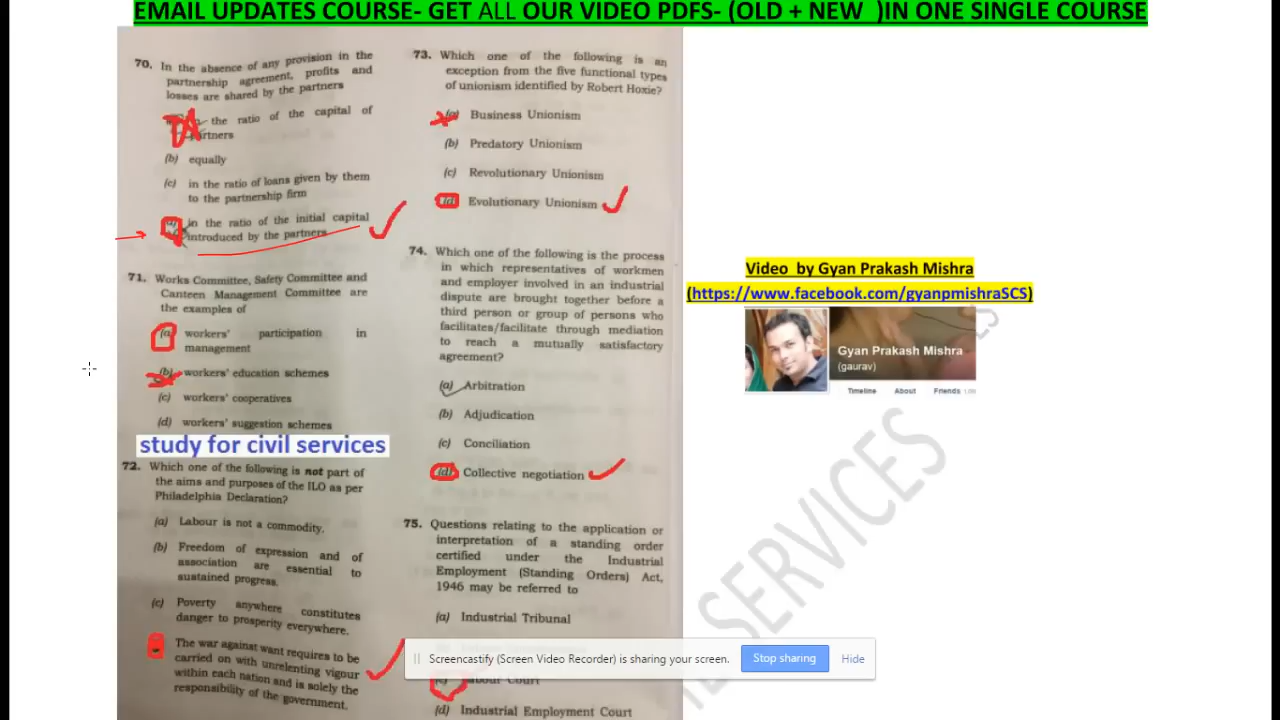 EMAIL UPDATES COURSE- GET ALL OUR VIDEO PDFS- (OLD + NEW )IN ONE SINGLE COURSE
70. In the absence of any provision in the
partnership agreement, profits and
losses are shared by the partners
the ratio of the capital of
partners
(b) equally
(c) in the ratio of loans given by them
to the partnership firm
in the ratio of the initial capital
introduced by the partners
71. Works Committee, Safety Committee and
Canteen Management Committee are
the examples of
(a) workers' participation in
management
(b) workers' education schemes
(c) workers' cooperatives
(d) workers' suggestion schemes
study for civil services
72. Which one of the following is not part of
the aims and purposes of the ILO as per
Philadelphia Declaration?
(a) Labour is not a commodity.
(b) Freedom of expression and of
association are essential to
sustained progress.
(c) Poverty anywhere constitutes
danger to prosperity everywhere.
The war against want requires to be
carried on with unrelenting vigour
within each nation and is solely the
responsibility of the government.
73. Which one of the following is an
exception from the five functional types
of unionism identified by Robert Hoxie?
(a) Business Unionism
(b) Predatory Unionism
(c) Revolutionary Unionism
(d) Evolutionary Unionism
74. Which one of the following is the process
in which representatives of workmen
and employer involved in an industrial
dispute are brought together before a
third person or group of persons who
facilitates/facilitate through mediation
to reach a mutually satisfactory
agreement?
(a) Arbitration
(b) Adjudication
(c) Conciliation
(d) Collective negotiation
75. Questions relating to the application or
interpretation of a standing order
certified under the Industrial
Employment (Standing Orders) Act,
1946 may be referred to
(a) Industrial Tribunal
(c) Labour Court
(d) Industrial Employment Court
Screencastify (Screen Video Recorder) is sharing your screen.
Stop sharing
Hide
Video by Gyan Prakash Mishra
(https://www.facebook.com/gyanpmishraSCS)
Gyan Prakash Mishra
(gaurav)
Timeline About Friends
SERVICES